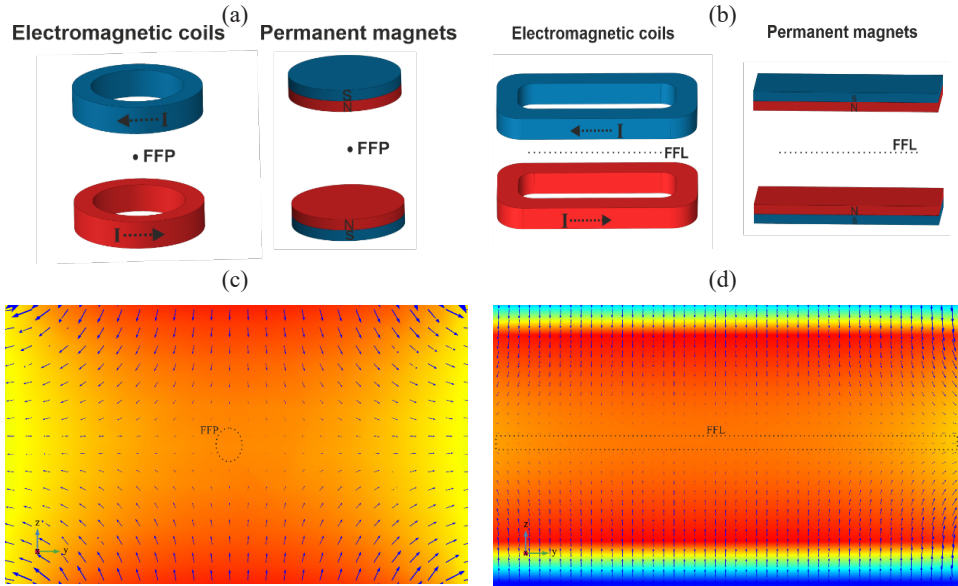 (a)
Electromagnetic coils
Permanent magnets
I
S
N
FFP
FFP
I
N
S
(b)
Electromagnetic coils
Permanent magnets
I
S
N
FFL
FFL
I
N
S
(c)
FFP
z
x
y
(d)
FFL
z
x
y